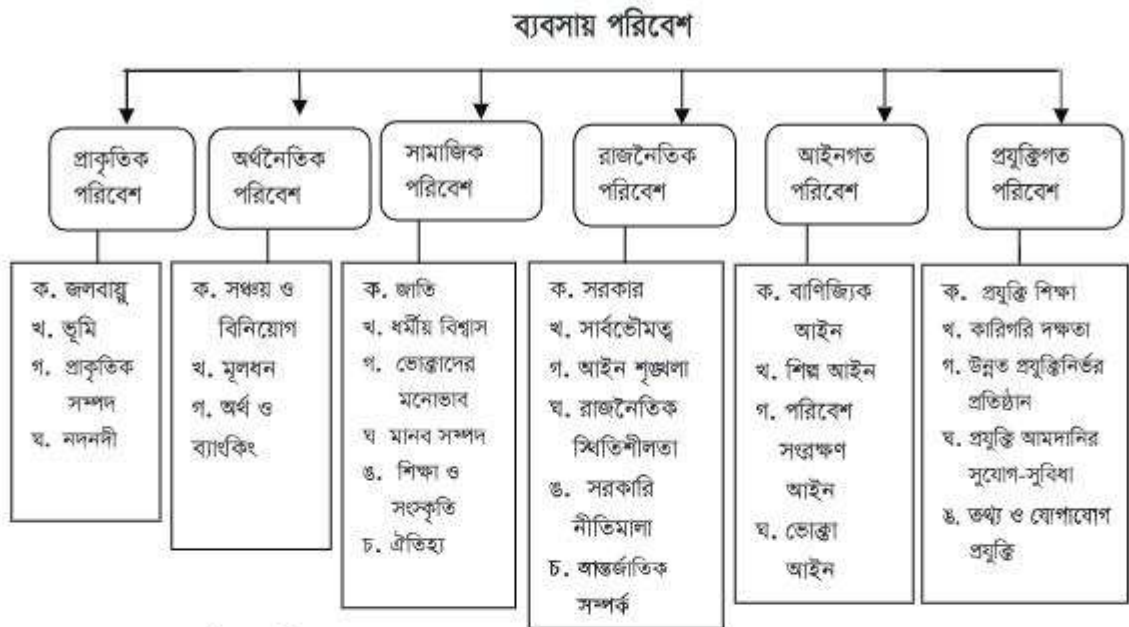 ব্যবসায় পরিবেশ
প্রাকৃতিক
পরিবেশ
অর্থনৈতিক
পরিবেশ
সামাজিক
পরিবেশ
রাজনৈতিক
পরিবেশ
আইনগত
পরিবেশ
প্রযুক্তিগত
পরিবেশ
ক. জলবায়ু
খ. ভূমি
গ. প্রাকৃতিক
সম্পদ
ঘ. নদনদী
ক. সঞ্চয় ও
বিনিয়োগ
খ. মূলধন
গ. অর্থ ও
ব্যাংকিং
ক. জাতি
খ. ধর্মীয় বিশ্বাস
গ. ভোক্তাদের
মনোভাব
ঘ মানব সম্পদ
ঙ. শিক্ষা ও
সংস্কৃতি
চ. ঐতিহ্য
ক. সরকার
খ. সার্বভৌমত্ব
গ. আইন শৃঙ্খলা
ঘ. রাজনৈতিক
স্থিতিশীলতা
ঙ. সরকারি
নীতিমালা
চ. আন্তর্জাতিক
সম্পর্ক
ক. বাণিজ্যিক
আইন
খ. শিল্প আইন
গ. পরিবেশ
সংরক্ষণ
আইন
ঘ. ভোক্তা
আইন
ক. প্রযুক্তি শিক্ষা
খ. কারিগরি দক্ষতা
গ. উন্নত প্রযুক্তিনির্ভর
প্রতিষ্ঠান
ঘ. প্রযুক্তি আমদানির
সুযোগ-সুবিধা
ঙ. তথ্য ও যোগাযোগ
প্রযুক্তি